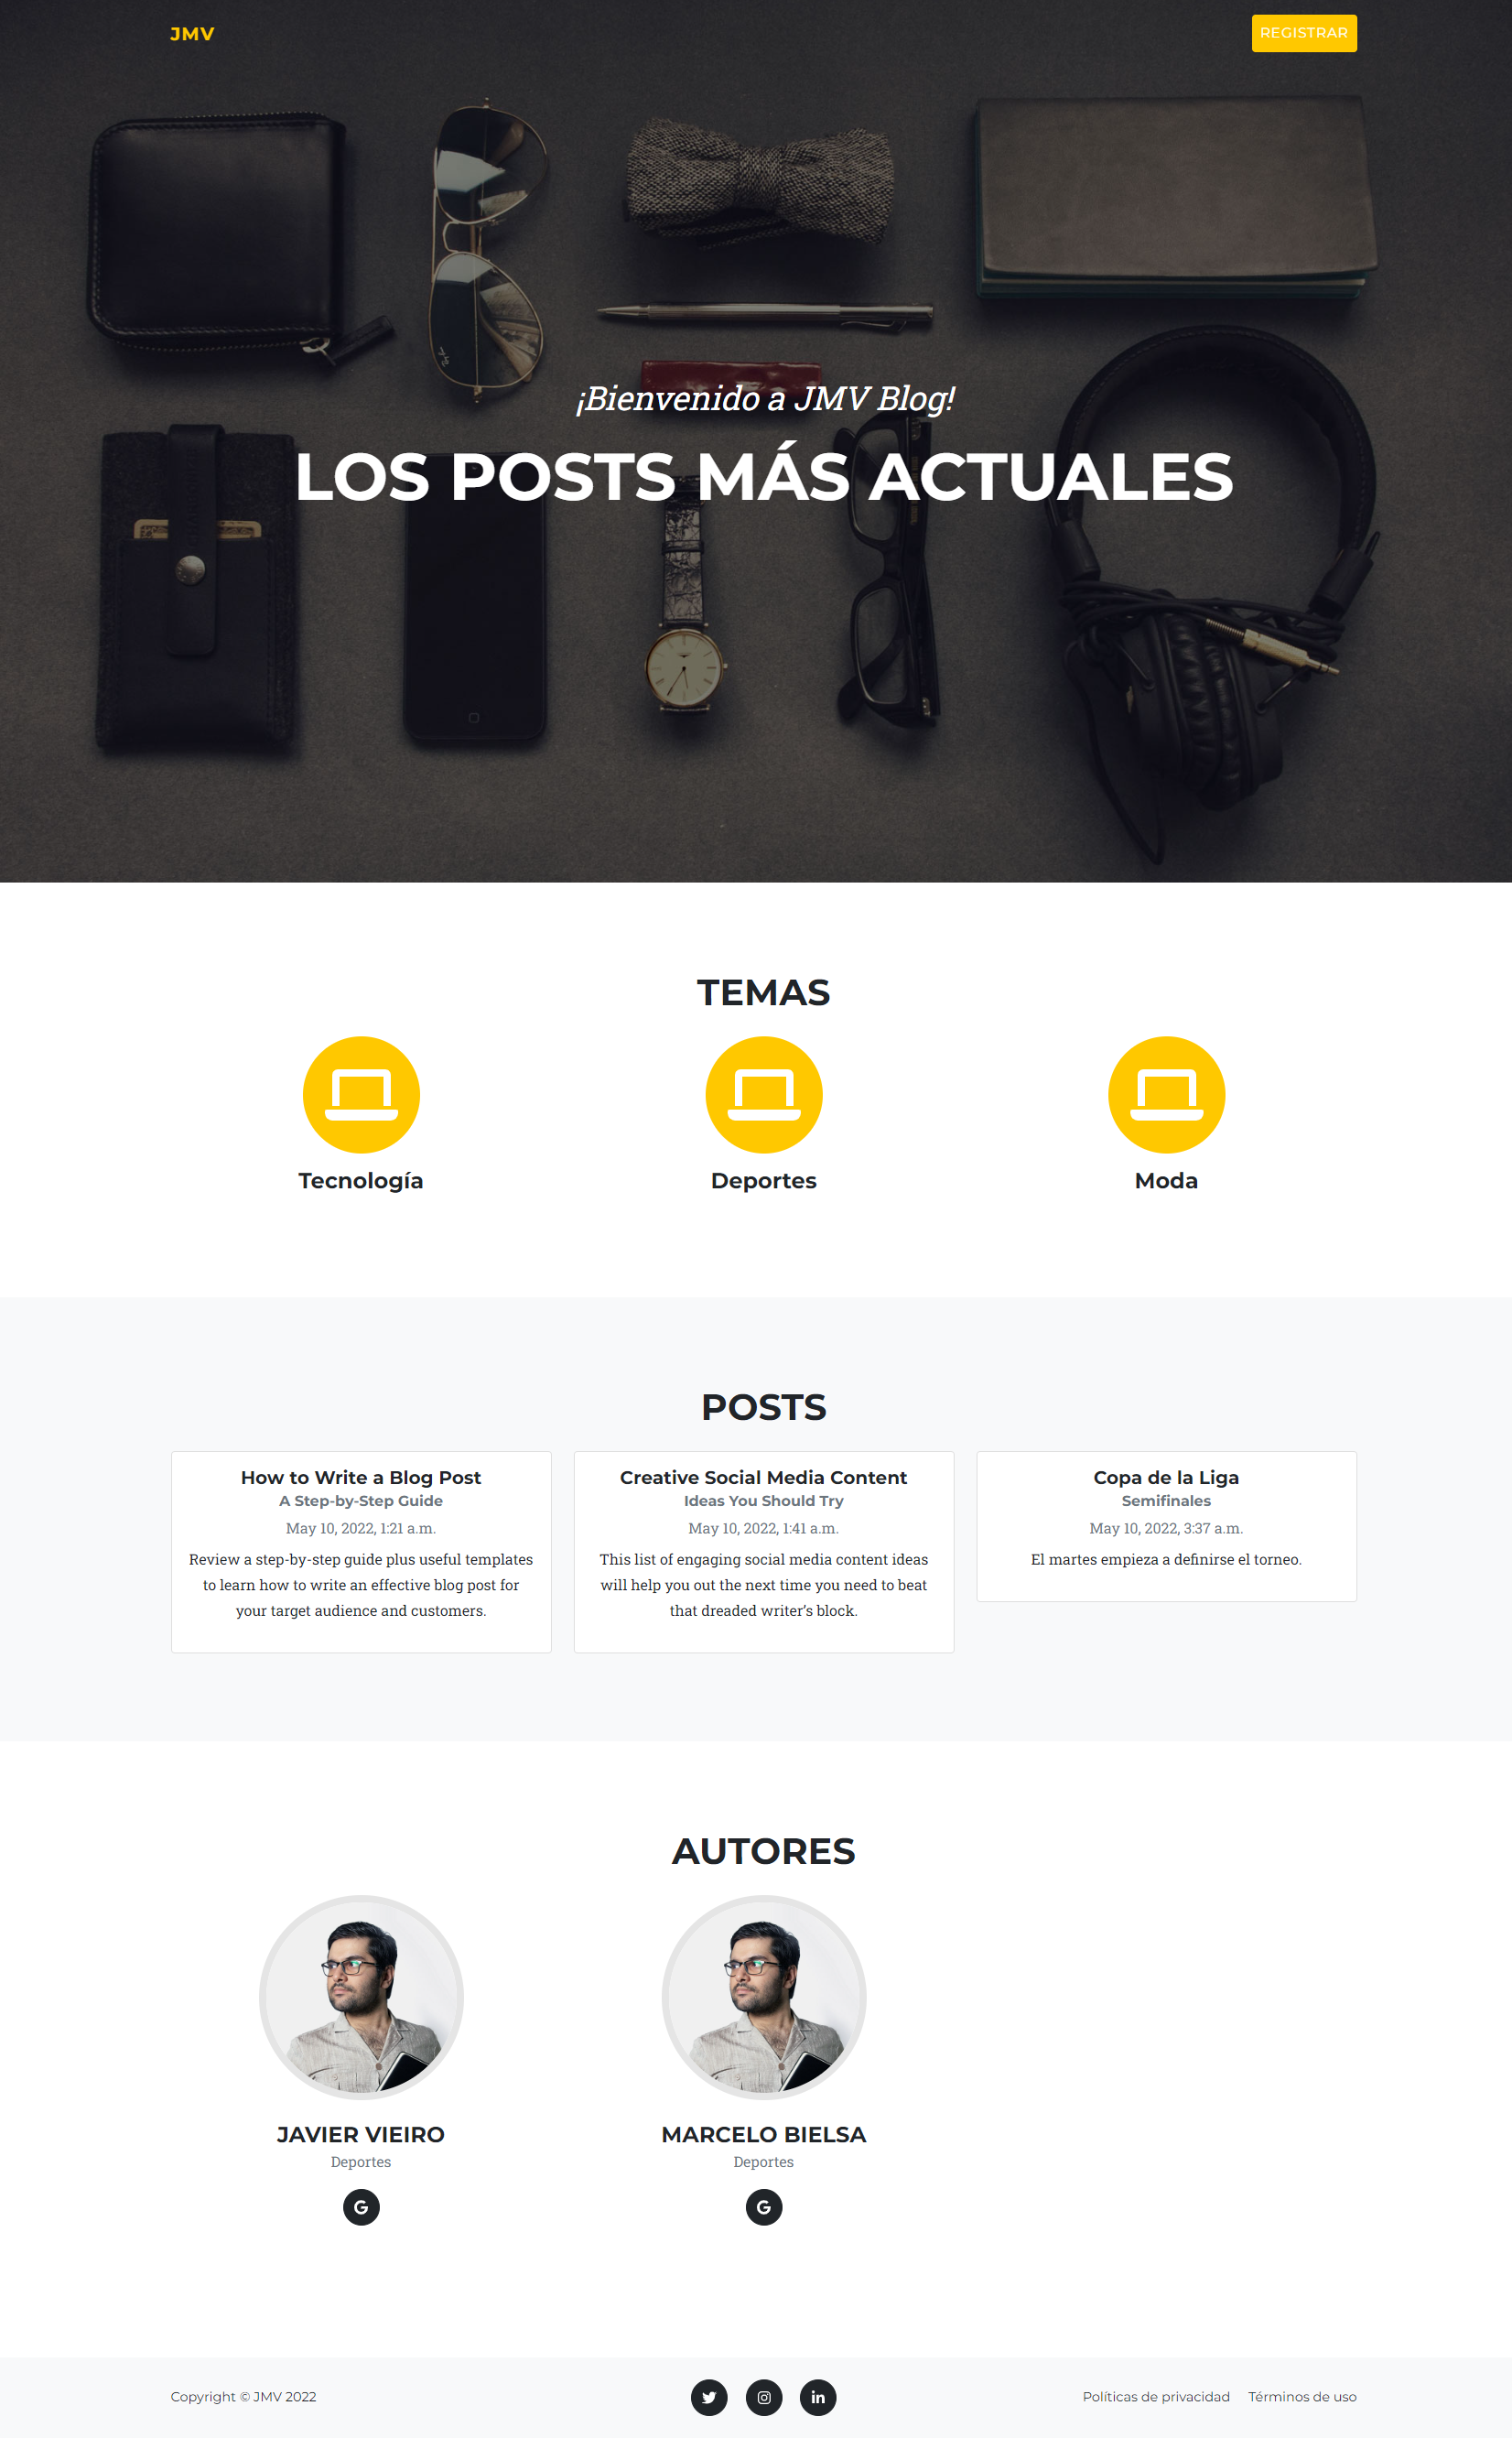 JMV
REGISTRAR
¡Bienvenido a JMV Blog!
LOS POSTS MÁS ACTUALES
TEMAS
Tecnología
Deportes
Moda
POSTS
How to Write a Blog Post
A Step-by-Step Guide
May 10, 2022, 1:21 a.m.
Review a step-by-step guide plus useful templates
to learn how to write an effective blog post for
your target audience and customers.
Creative Social Media Content
Ideas You Should Try
May 10, 2022, 1:41 a.m.
This list of engaging social media content ideas
will help you out the next time you need to beat
that dreaded writer’s block.
Copa de la Liga
Semifinales
May 10, 2022, 3:37 a.m.
El martes empieza a definirse el torneo.
AUTORES
JAVIER VIEIRO
Deportes
MARCELO BIELSA
Deportes
Copyright © JMV 2022
Políticas de privacidad
Términos de uso